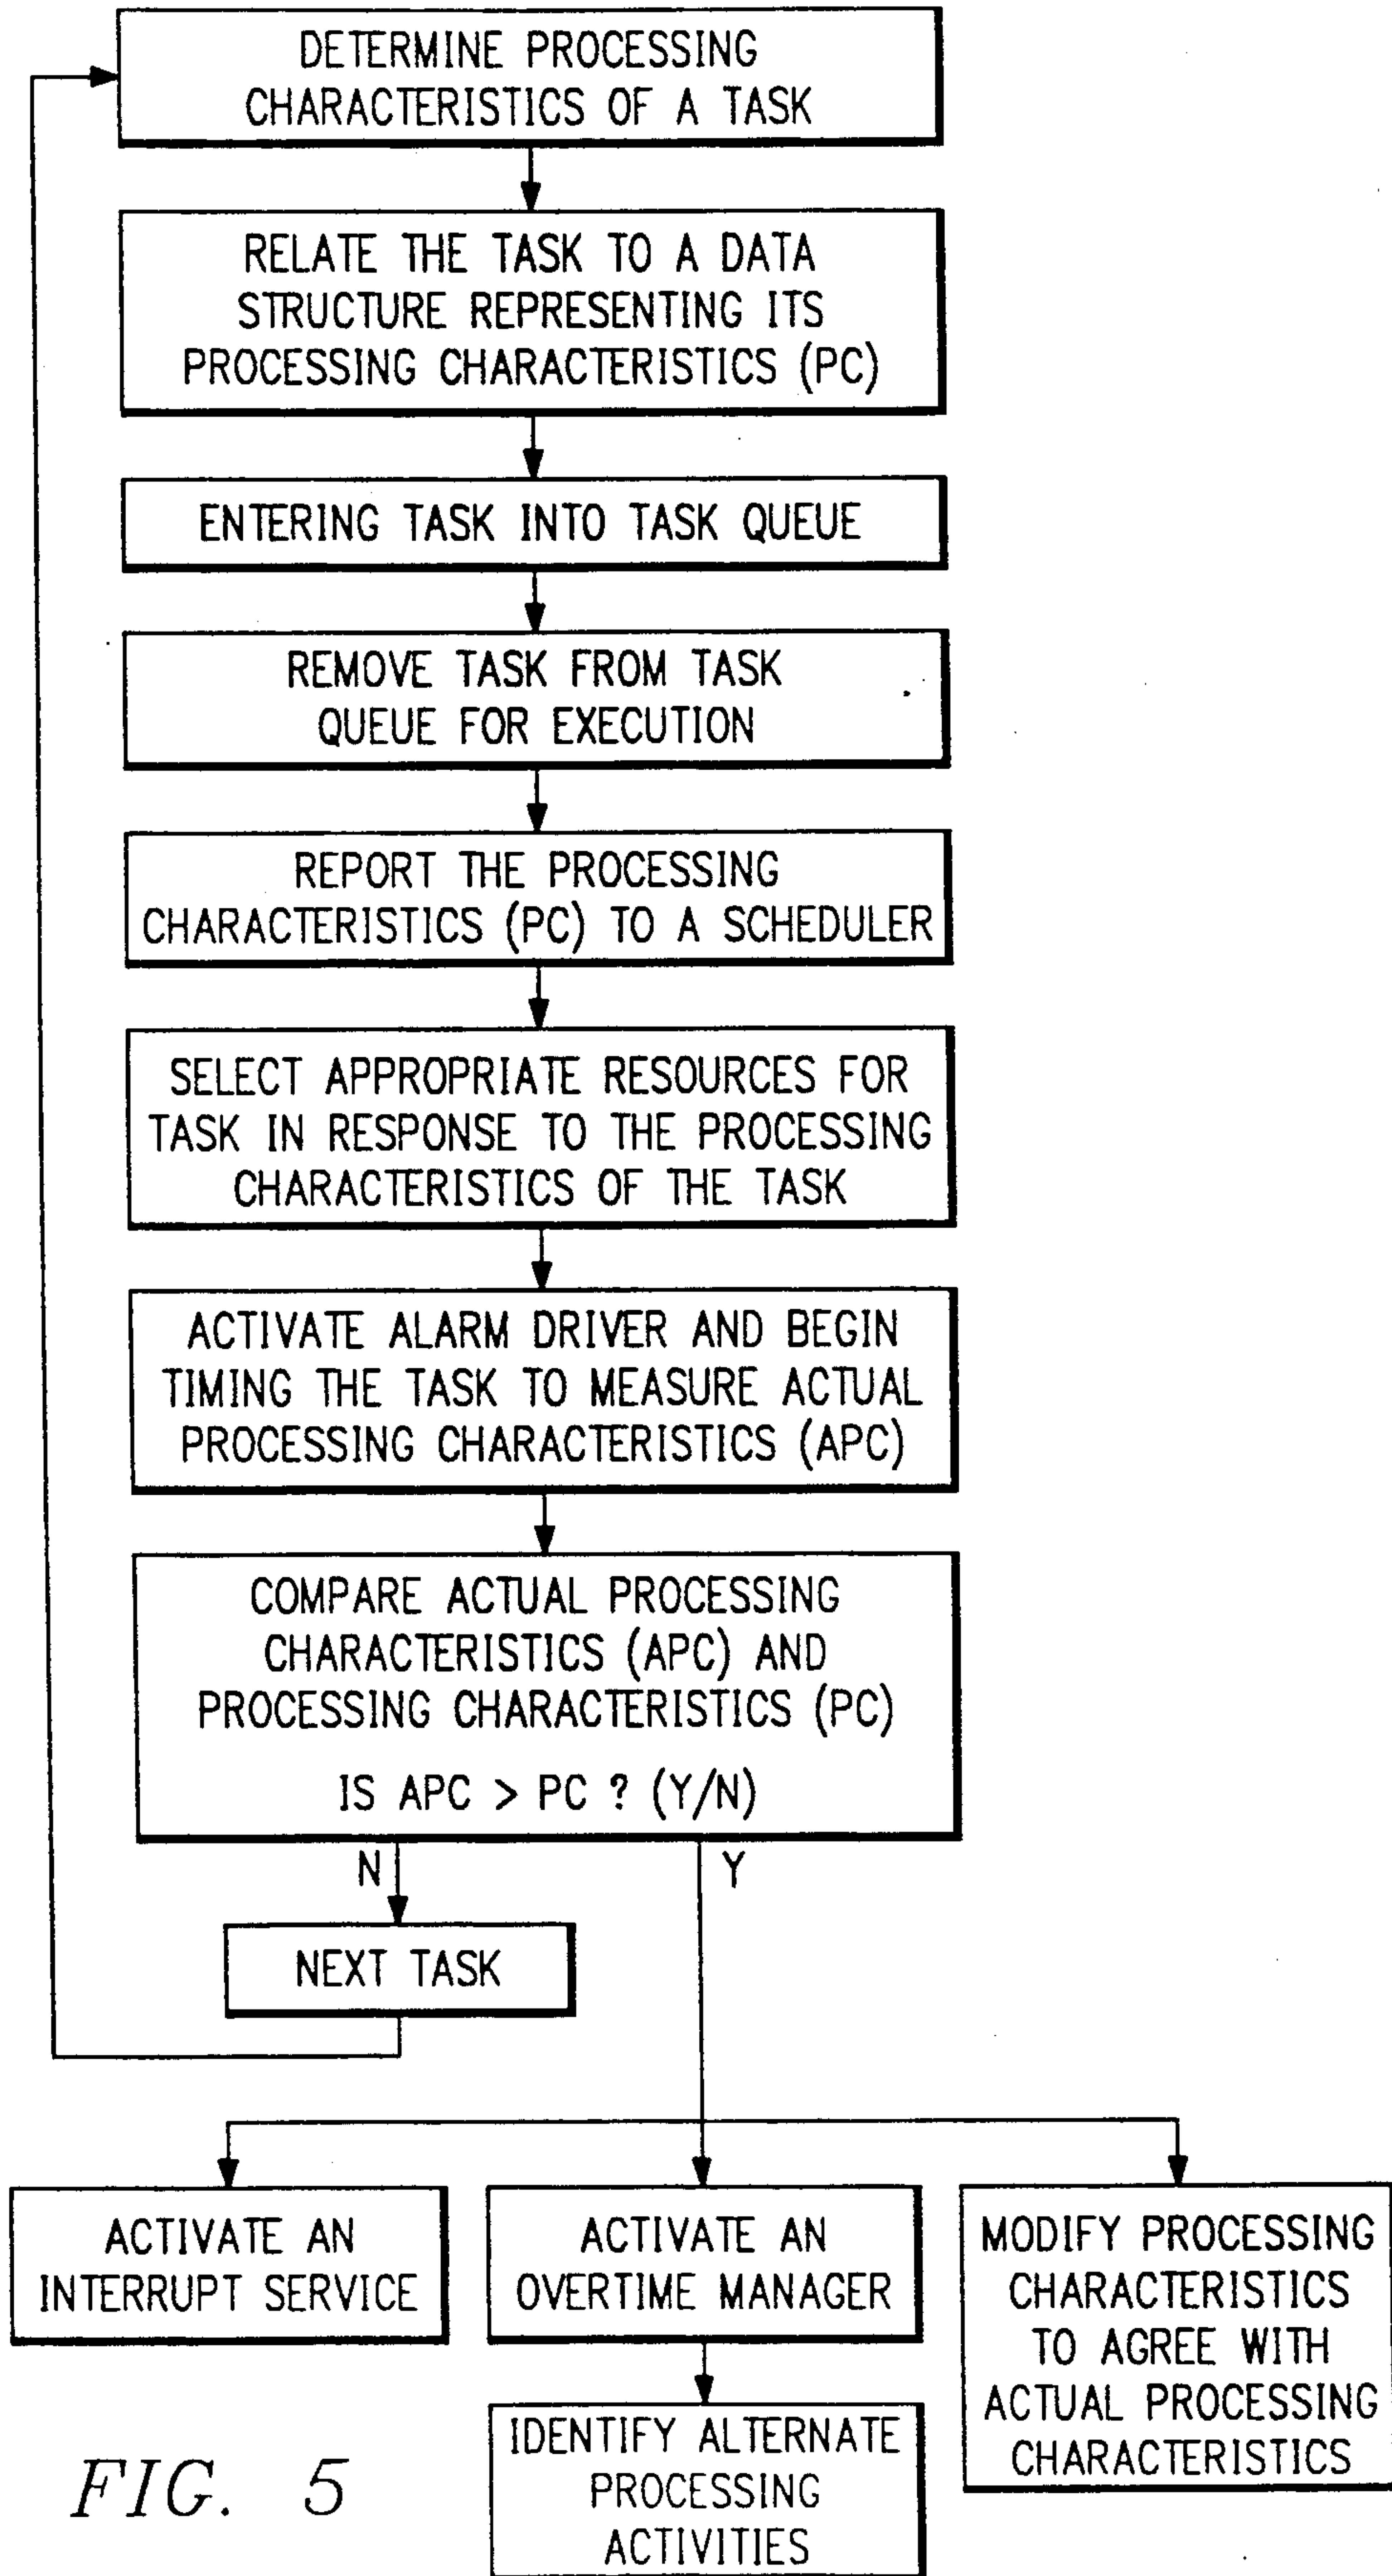 DETERMINE PROCESSING
CHARACTERISTICS OF A TASK
RELATE THE TASK TO A DATA
STRUCTURE REPRESENTING ITS
PROCESSING CHARACTERISTICS (PC)
ENTERING TASK INTO TASK QUEUE
REMOVE TASK FROM TASK
QUEUE FOR EXECUTION
REPORT THE PROCESSING
CHARACTERISTICS (PC) TO A SCHEDULER
SELECT APPROPRIATE RESOURCES FOR
TASK IN RESPONSE TO THE PROCESSING
CHARACTERISTICS OF THE TASK
ACTIVATE ALARM DRIVER AND BEGIN
TIMING THE TASK TO MEASURE ACTUAL
PROCESSING CHARACTERISTICS (APC)
COMPARE ACTUAL PROCESSING
CHARACTERISTICS (APC) AND
PROCESSING CHARACTERISTICS (PC)
IS APC > PC ? (Y/N)
N
Y
NEXT TASK
ACTIVATE AN
INTERRUPT SERVICE
ACTIVATE AN
OVERTIME MANAGER
MODIFY PROCESSING
CHARACTERISTICS
TO AGREE WITH
ACTUAL PROCESSING
CHARACTERISTICS
IDENTIFY ALTERNATE
PROCESSING
ACTIVITIES
FIG. 5